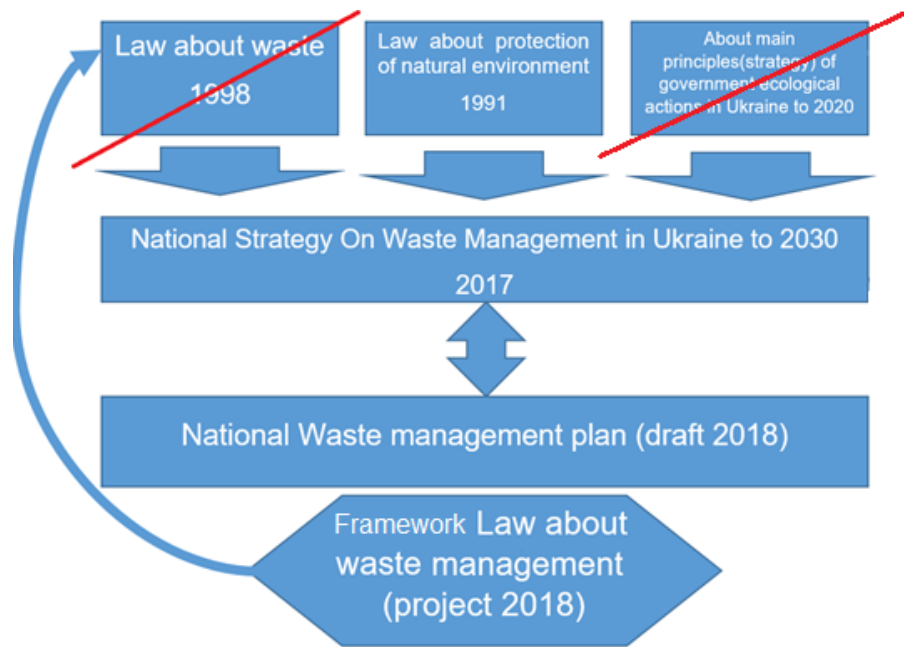 Law about waste
1998
Law about protection
of natural environment
1991
About main
principles(strategy) of
government ecological
actions in Ukraine to 2020
National Strategy On Waste Management in Ukraine to 2030
2017
National Waste management plan (draft 2018)
Framework Law about
waste management
(project 2018)